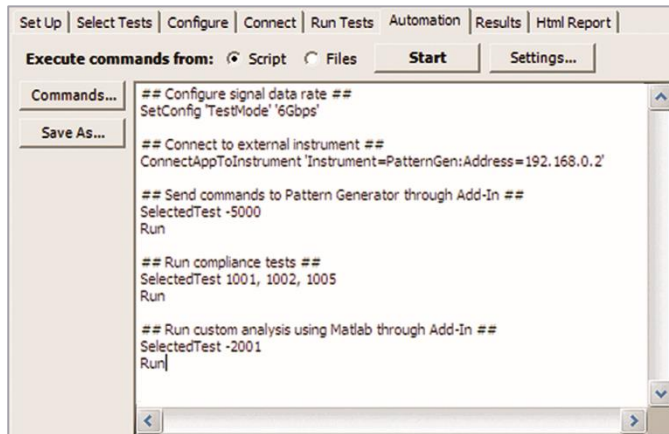 Set Up | Select Tests | Configure | Connect | Run Tests | Automation | Results | Html Report
Execute commands from: Script Files Start Settings...
Commands...
Save As...
## Configure signal data rate ##
SetConfig 'TestMode' '6Gbps'
## Connect to external instrument ##
ConnectAppToInstrument 'Instrument=PatternGen:Address=192.168.0.2'
## Send commands to Pattern Generator through Add-In ##
SelectedTest -5000
Run
## Run compliance tests ##
SelectedTest 1001, 1002, 1005
Run
## Run custom analysis using Matlab through Add-In ##
SelectedTest -2001
Run